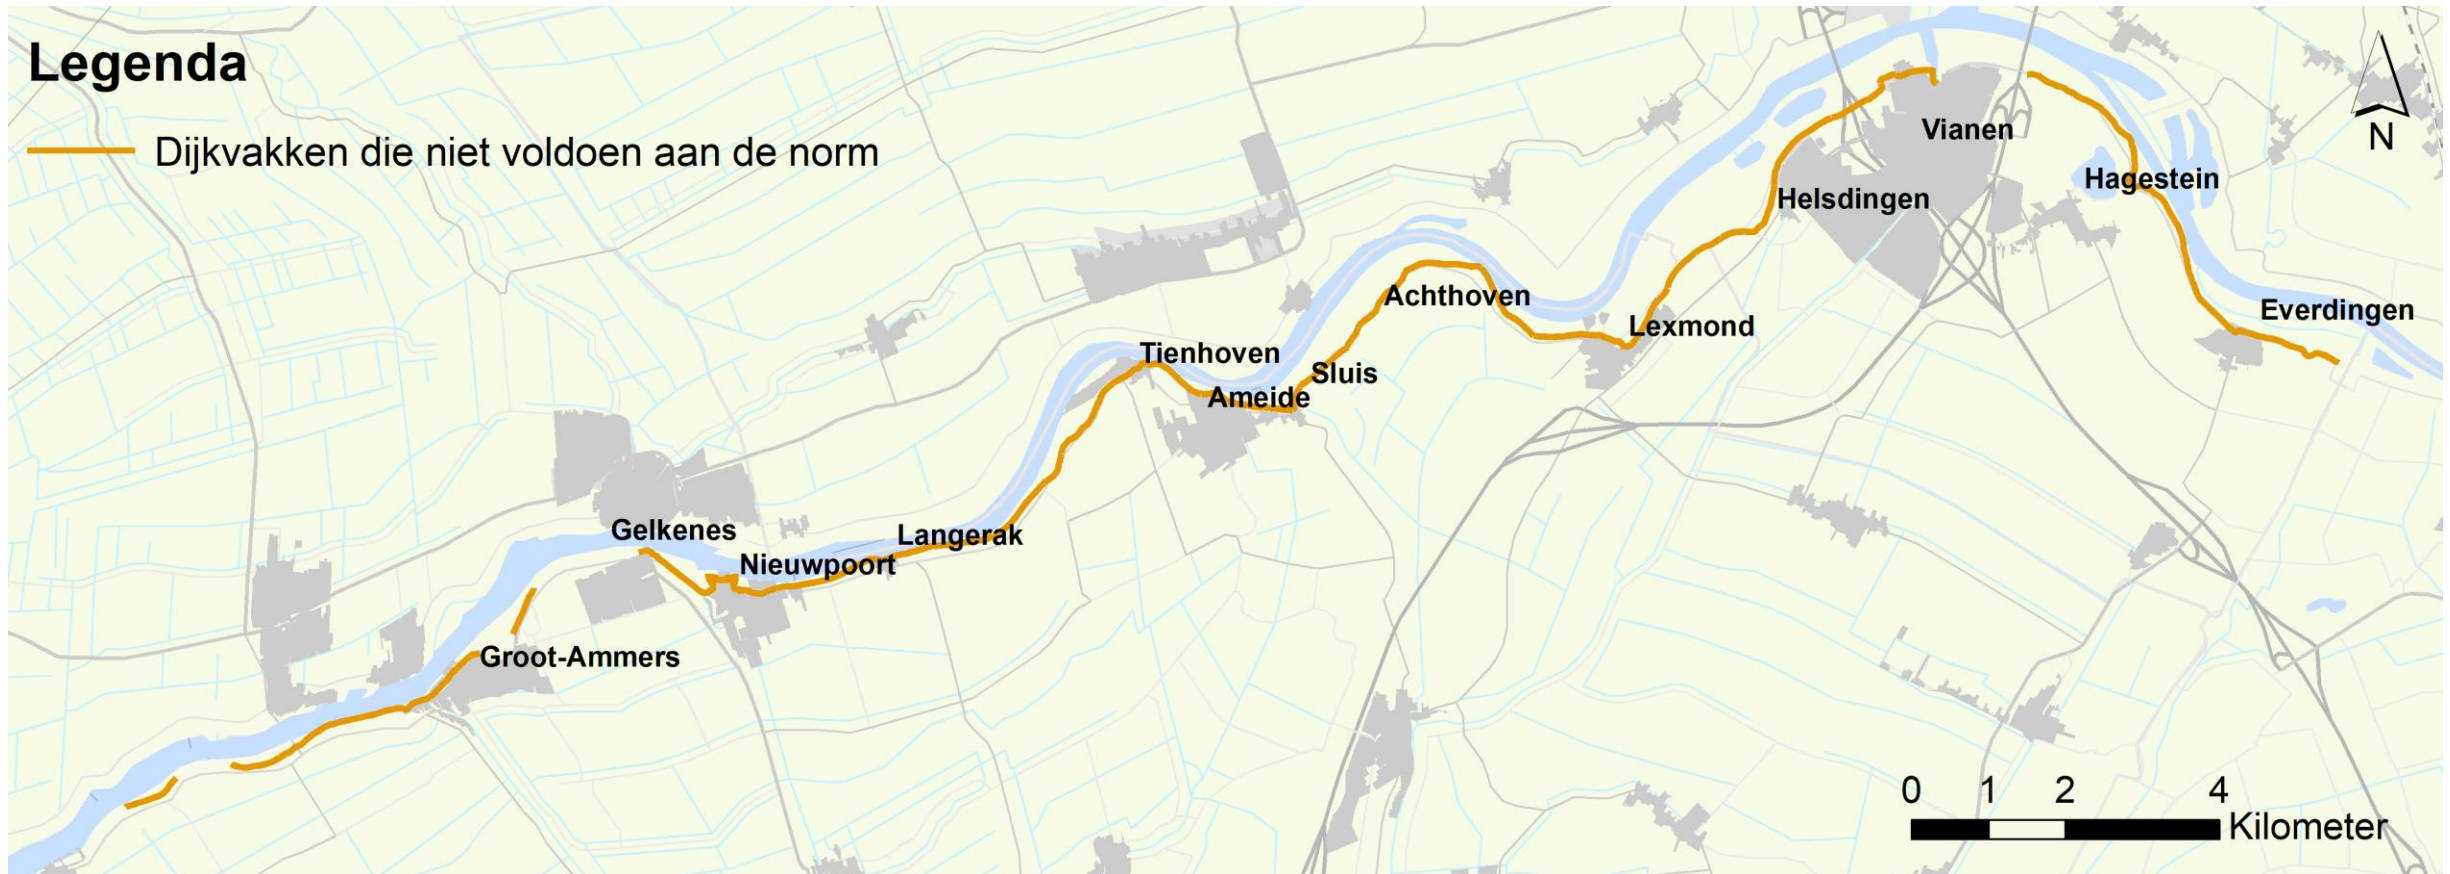 Legenda
Dijkvakken die niet voldoen aan de norm
N
Vianen
Hagestein
Helsdingen
Achthoven
Everdingen
Lexmond
Tienhoven
Sluis
Ameide
Gelkenes
Langerak
Nieuwpoort
Groot-Ammers
0 1 2 4
Kilometer